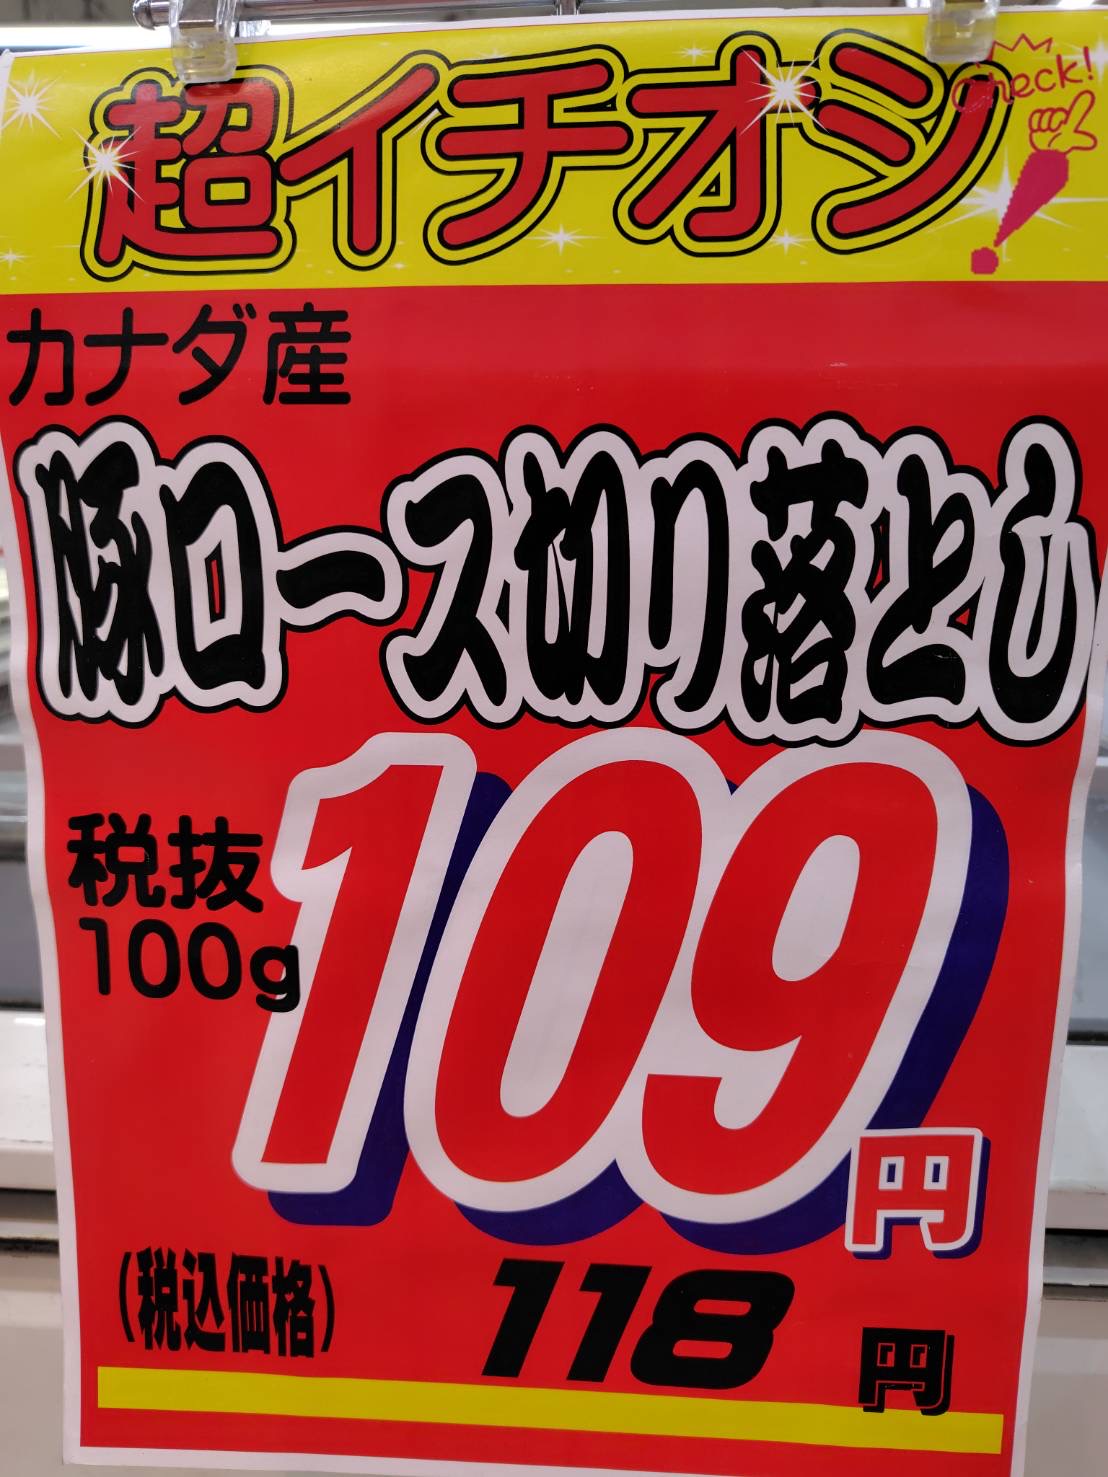 超イチオシ
Check!
カナダ産
豚ロース切り落とし
税抜
100g
109円
(税込価格) 118円